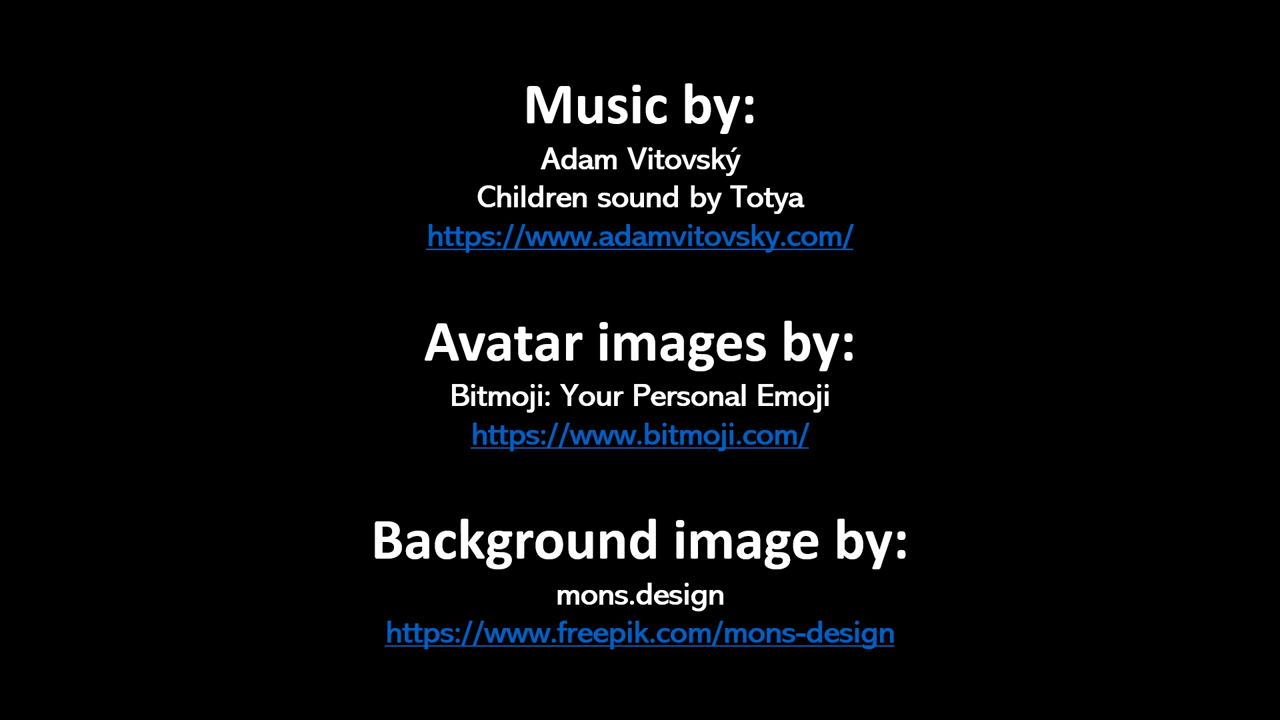 Music by:
Adam Vitovský
Children sound by Totya
https://www.adamvitovsky.com/
Avatar images by:
Bitmoji: Your Personal Emoji
https://www.bitmoji.com/
Background image by:
mons.design
https://www.freepik.com/mons-design